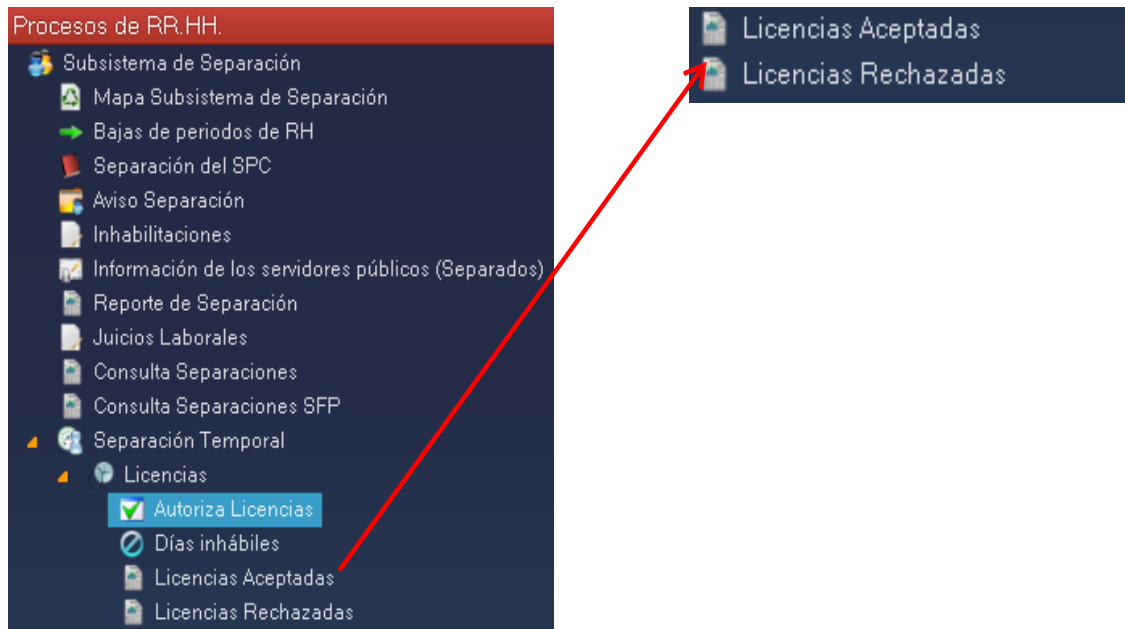 Procesos de RR.HH.
Subsistema de Separación
Mapa Subsistema de Separación
Bajas de periodos de RH
Separación del SPC
Aviso Separación
Inhabilitaciones
Información de los servidores públicos (Separados)
Reporte de Separación
Juicios Laborales
Consulta Separaciones
Consulta Separaciones SFP
Separación Temporal
Licencias
Autoriza Licencias
Días inhábiles
Licencias Aceptadas
Licencias Rechazadas
Licencias Aceptadas
Licencias Rechazadas